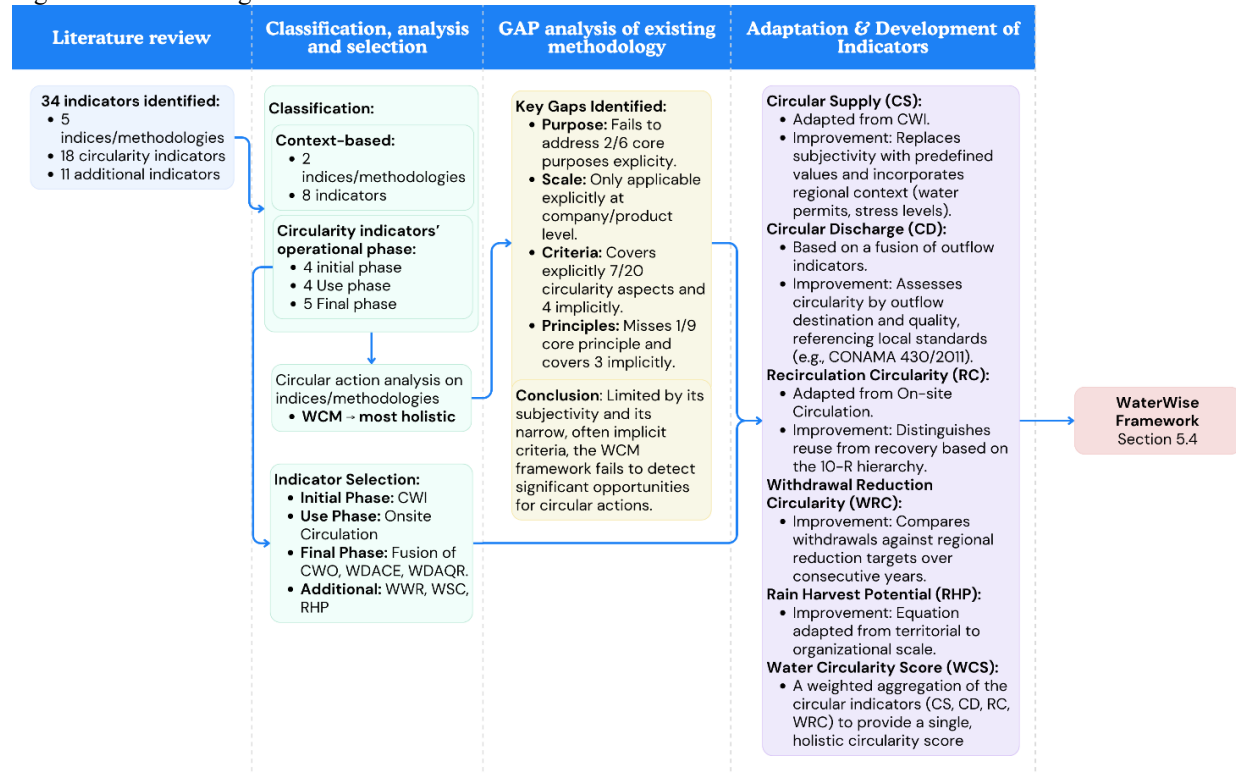 Literature review
Classification, analysis
and selection
GAP analysis of existing
methodology
Adaptation & Development of
Indicators
34 indicators identified:
• 5
indices/methodologies
• 18 circularity indicators
• 11 additional indicators
Classification:
Context-based:
• 2
indices/methodologies
• 8 indicators
Circularity indicators'
operational phase:
• 4 initial phase
• 4 Use phase
• 5 Final phase
Circular action analysis on
indices/methodologies
• WCM → most holistic
Indicator Selection:
• Initial Phase: CWI
• Use Phase: Onsite
Circulation
• Final Phase: Fusion of
CWO, WDACE, WDAQR.
• Additional: WWR, WSC,
RHP
Key Gaps Identified:
• Purpose: Fails to
address 2/6 core
purposes explicity.
• Scale: Only applicable
explicitly at
company/product
level.
• Criteria: Covers
explicitly 7/20
circularity aspects and
4 implicitly.
• Principles: Misses 1/9
core principle and
covers 3 implicitly.
Conclusion: Limited by its
subjectivity and its
narrow, often implicit
criteria, the WCM
framework fails to detect
significant opportunities
for circular actions.
Circular Supply (CS):
• Adapted from CWI.
• Improvement: Replaces
subjectivity with predefined
values and incorporates
regional context (water
permits, stress levels).
Circular Discharge (CD):
• Based on a fusion of outflow
indicators.
• Improvement: Assesses
circularity by outflow
destination and quality,
referencing local standards
(e.g., CONAMA 430/2011).
Recirculation Circularity (RC):
• Adapted from On-site
Circulation.
• Improvement: Distinguishes
reuse from recovery based on
the 10-R hierarchy.
Withdrawal Reduction
Circularity (WRC):
• Improvement: Compares
withdrawals against regional
reduction targets over
consecutive years.
Rain Harvest Potential (RHP):
• Improvement: Equation
adapted from territorial to
organizational scale.
Water Circularity Score (WCS):
• A weighted aggregation of the
circular indicators (CS, CD, RC,
WRC) to provide a single,
holistic circularity score
WaterWise
Framework
Section 5.4